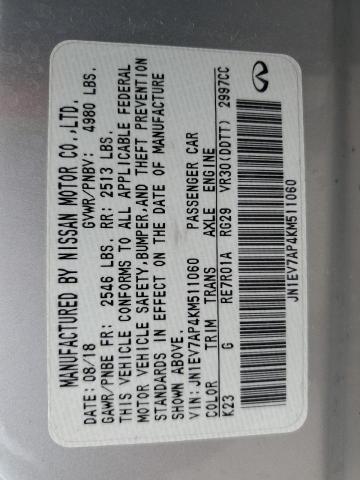 MANUFACTURED BY NISSAN MOTOR CO.,LTD.
DATE: 08/18 GVWR/PNBV: 4980 LBS.
GAWR/PNBE FR: 2546 LBS. RR: 2513 LBS.
THIS VEHICLE CONFORMS TO ALL APPLICABLE FEDERAL
MOTOR VEHICLE SAFETY,BUMPER,AND THEFT PREVENTION
STANDARDS IN EFFECT ON THE DATE OF MANUFACTURE
SHOWN ABOVE.
VIN: JN1EV7AP4KM511060 PASSENGER CAR
COLOR TRIM TRANS AXLE ENGINE
K23 G RE7R01A RG29 VR30(DDTT) 2997CC
JN1EV7AP4KM511060